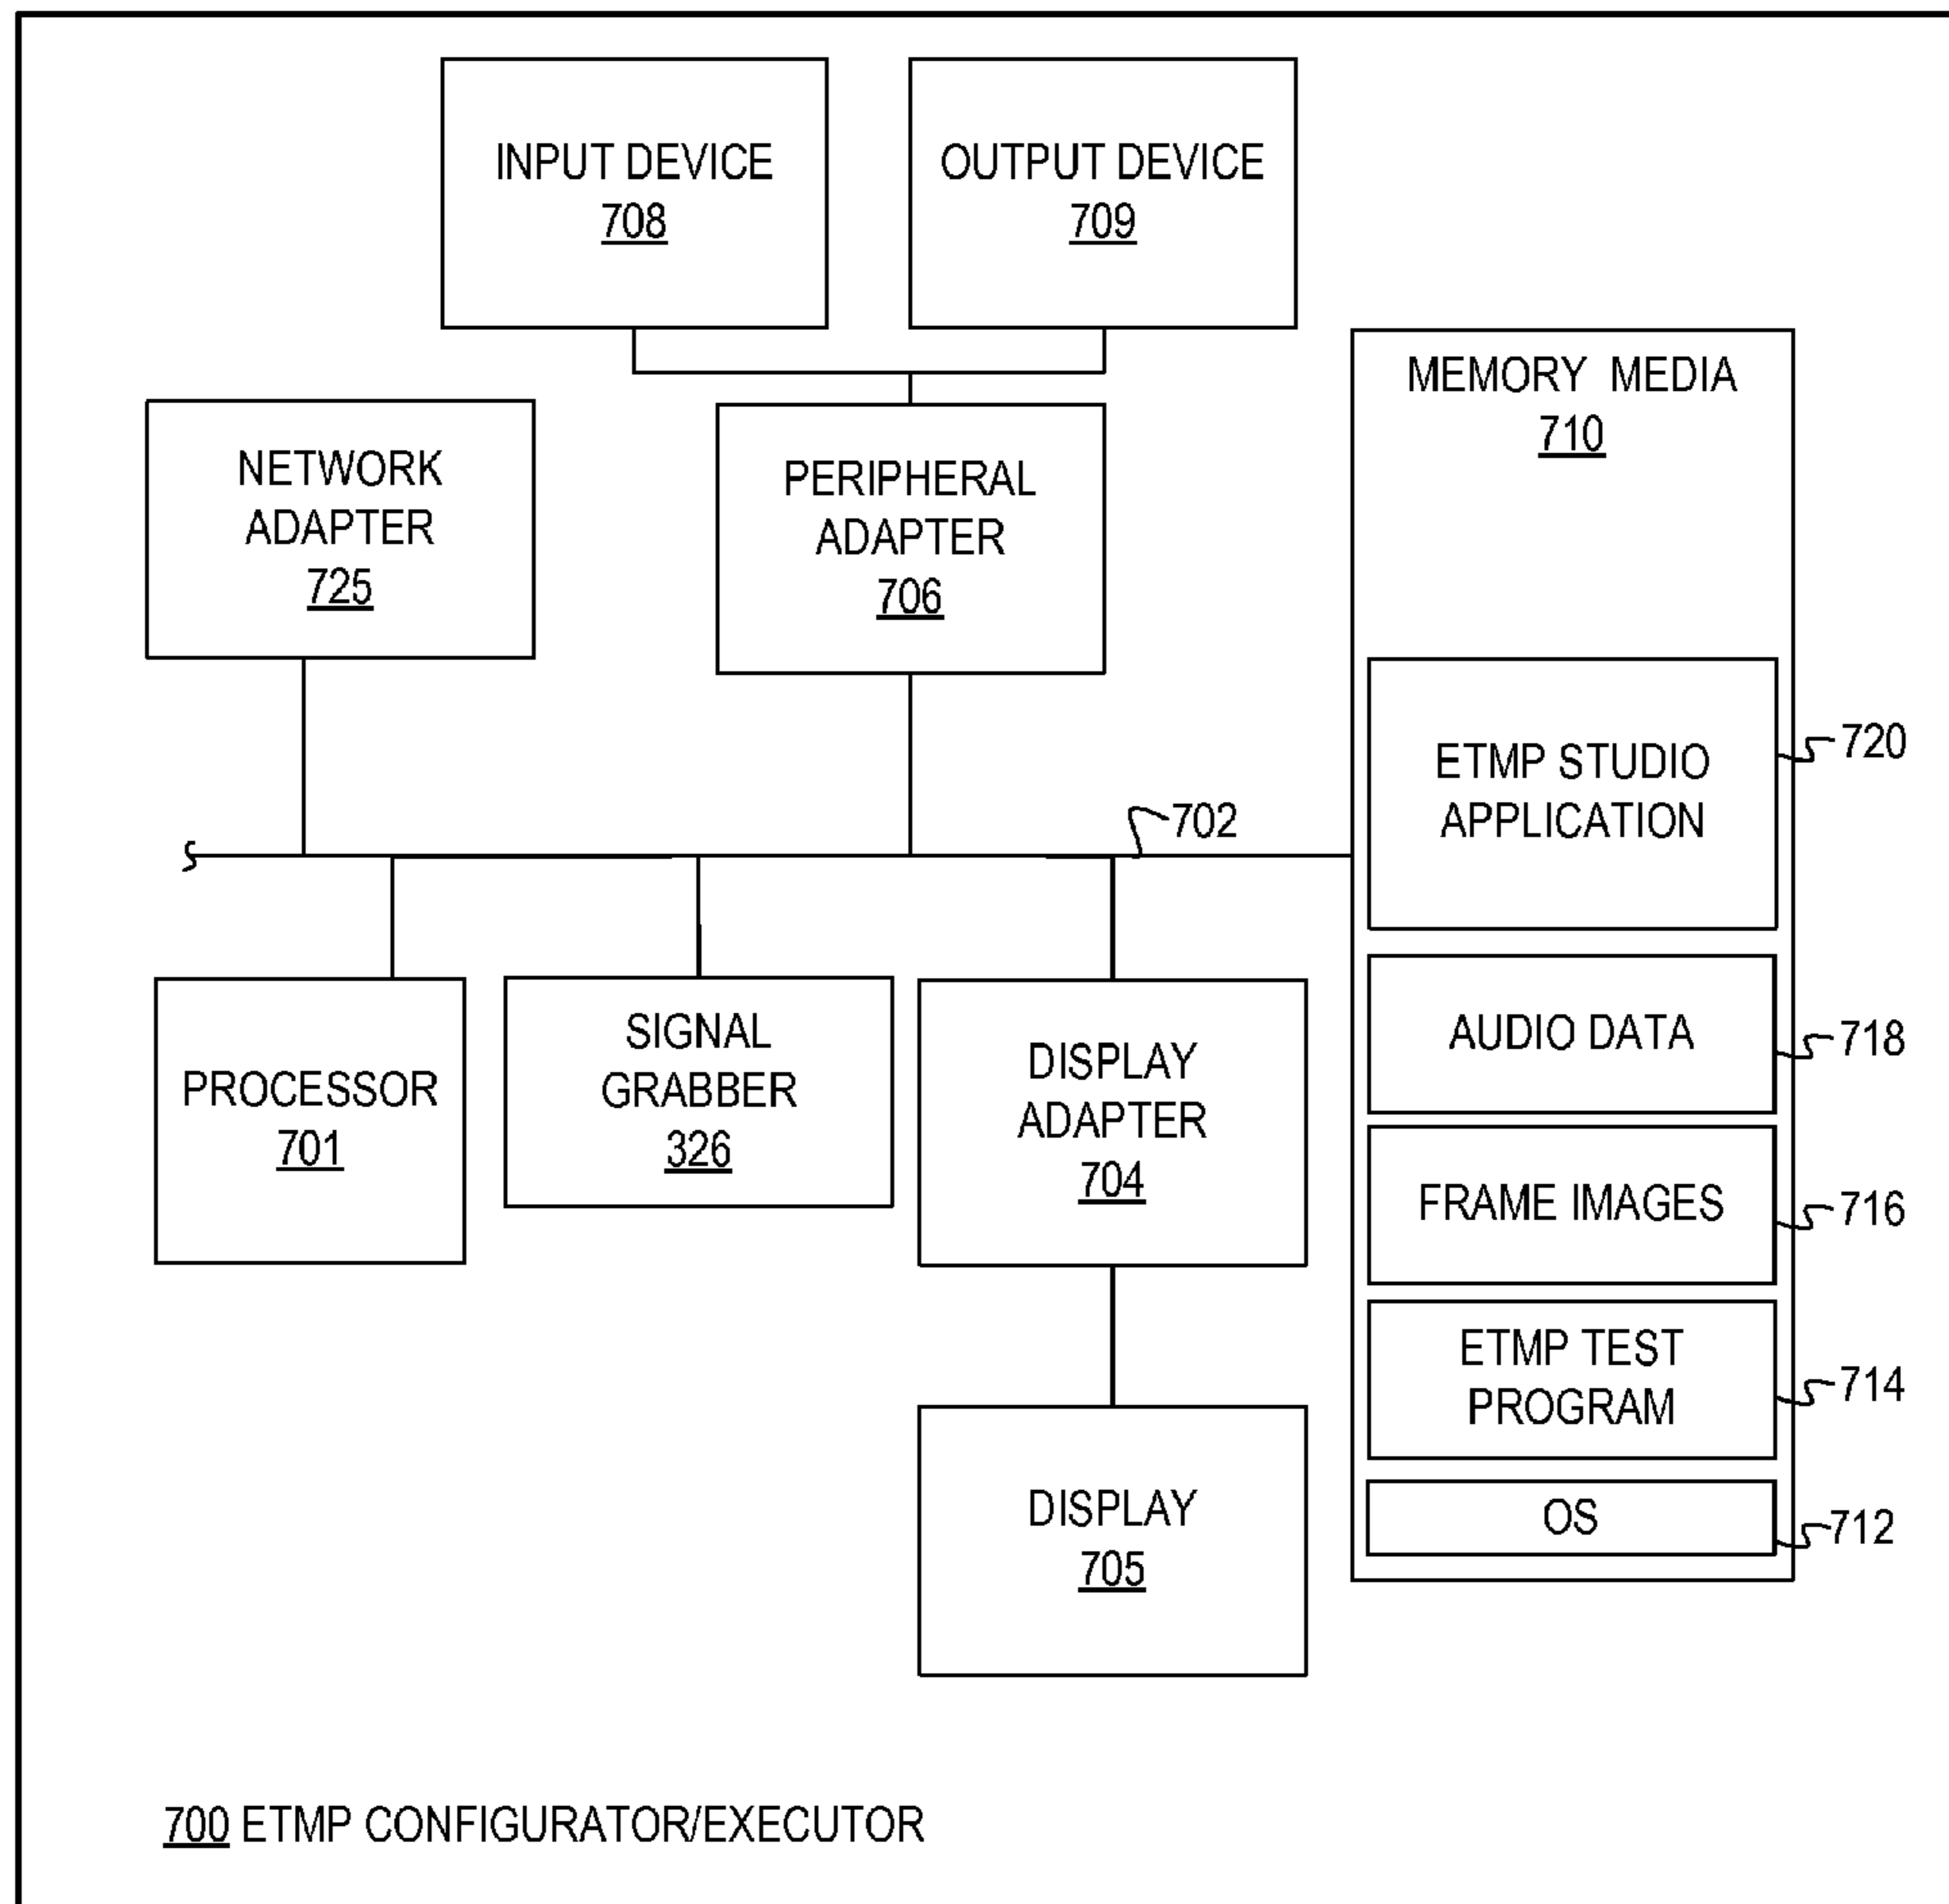 INPUT DEVICE
708
OUTPUT DEVICE
709
MEMORY MEDIA
710
NETWORK
ADAPTER
725
PERIPHERAL
ADAPTER
706
ETMP STUDIO
APPLICATION
720
702
PROCESSOR
701
SIGNAL
GRABBER
326
DISPLAY
ADAPTER
704
AUDIO DATA
718
FRAME IMAGES
716
ETMP TEST
PROGRAM
714
DISPLAY
705
OS
712
700 ETMP CONFIGURATOR/EXECUTOR